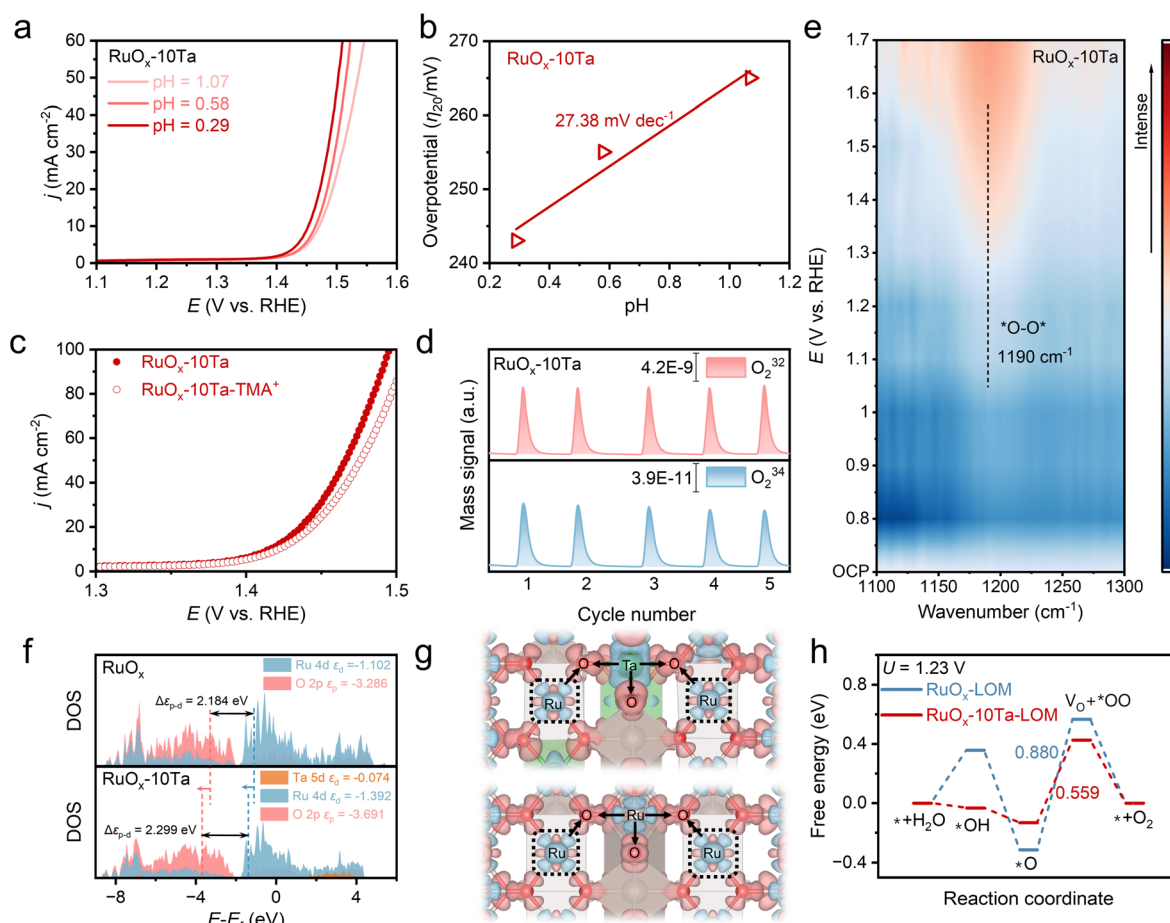 a
60
50
40
30
20
10
0
j (mA cm⁻²)
RuOₓ-10Ta
pH = 1.07
pH = 0.58
pH = 0.29
1.1 1.2 1.3 1.4 1.5 1.6
E (V vs. RHE)
b
270
260
250
240
Overpotential (η₂₀/mV)
RuOₓ-10Ta
27.38 mV dec⁻¹
0.2 0.4 0.6 0.8 1.0 1.2
pH
c
100
80
60
40
20
0
j (mA cm⁻²)
RuOₓ-10Ta
RuOₓ-10Ta-TMA⁺
1.3 1.4 1.5
E (V vs. RHE)
d
Mass signal (a.u.)
RuOₓ-10Ta
4.2E-9
O₂³²
3.9E-11
O₂³⁴
1 2 3 4 5
Cycle number
e
1.7
1.6
1.5
1.4
1.3
1.2
1.1
1
0.9
0.8
OCP
E (V vs. RHE)
RuOₓ-10Ta
*O-O*
1190 cm⁻¹
1100 1150 1200 1250 1300
Wavenumber (cm⁻¹)
Intense
f
DOS
RuOₓ
Ru 4d εd = -1.102
O 2p εp = -3.286
Δεp-d = 2.184 eV
DOS
RuOₓ-10Ta
Ta 5d εd = -0.074
Ru 4d εd = -1.392
O 2p εp = -3.691
Δεp-d = 2.299 eV
-8 -4 0 4
(eV)
g
O Ta O
Ru O Ru
O Ru O
Ru O Ru
h
0.8
0.4
0.0
−0.4
Free energy (eV)
U = 1.23 V
RuOₓ-LOM
RuOₓ-10Ta-LOM
V_O + *OO
0.880
0.559
*+H₂O
*OH
*O
*+O₂
Reaction coordinate